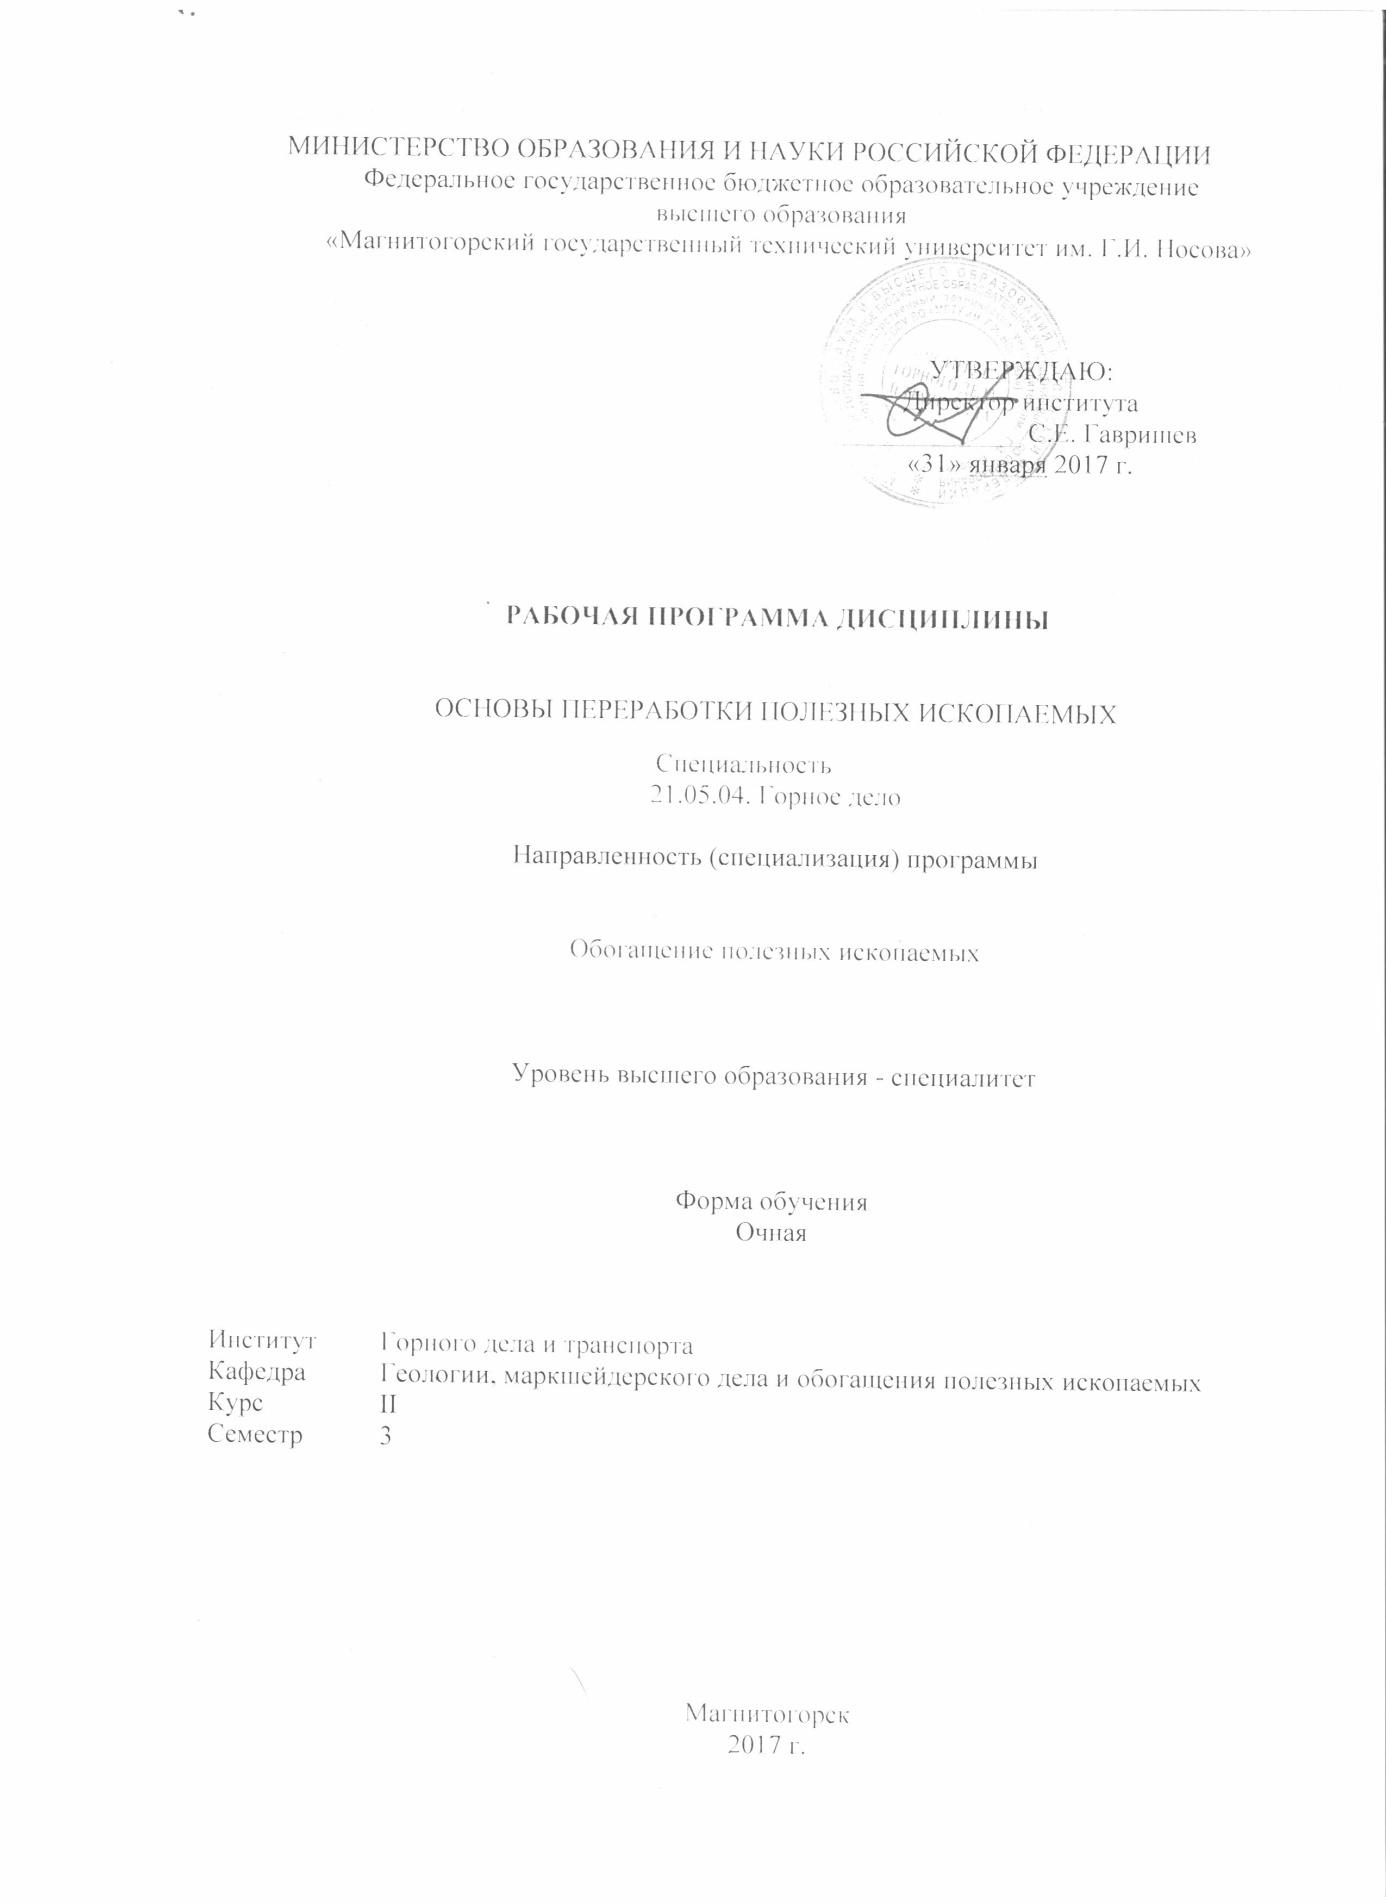 МИНИСТЕРСТВО ОБРАЗОВАНИЯ И НАУКИ РОССИЙСКОЙ ФЕДЕРАЦИИ
Федеральное государственное бюджетное образовательное учреждение
высшего образования
«Магнитогорский государственный технический университет им. Г.И. Носова»
УТВЕРЖДАЮ:
Директор института
С.Е. Гавришев
«31» января 2017 г.
РАБОЧАЯ ПРОГРАММА ДИСЦИПЛИНЫ
ОСНОВЫ ПЕРЕРАБОТКИ ПОЛЕЗНЫХ ИСКОПАЕМЫХ
Специальность
21.05.04. Горное дело
Направленность (специализация) программы
Обогащение полезных ископаемых
Уровень высшего образования - специалитет
Форма обучения
Очная
Институт Горного дела и транспорта
Кафедра Геологии, маркшейдерского дела и обогащения полезных ископаемых
Курс II
Семестр 3
Магнитогорск
2017 г.